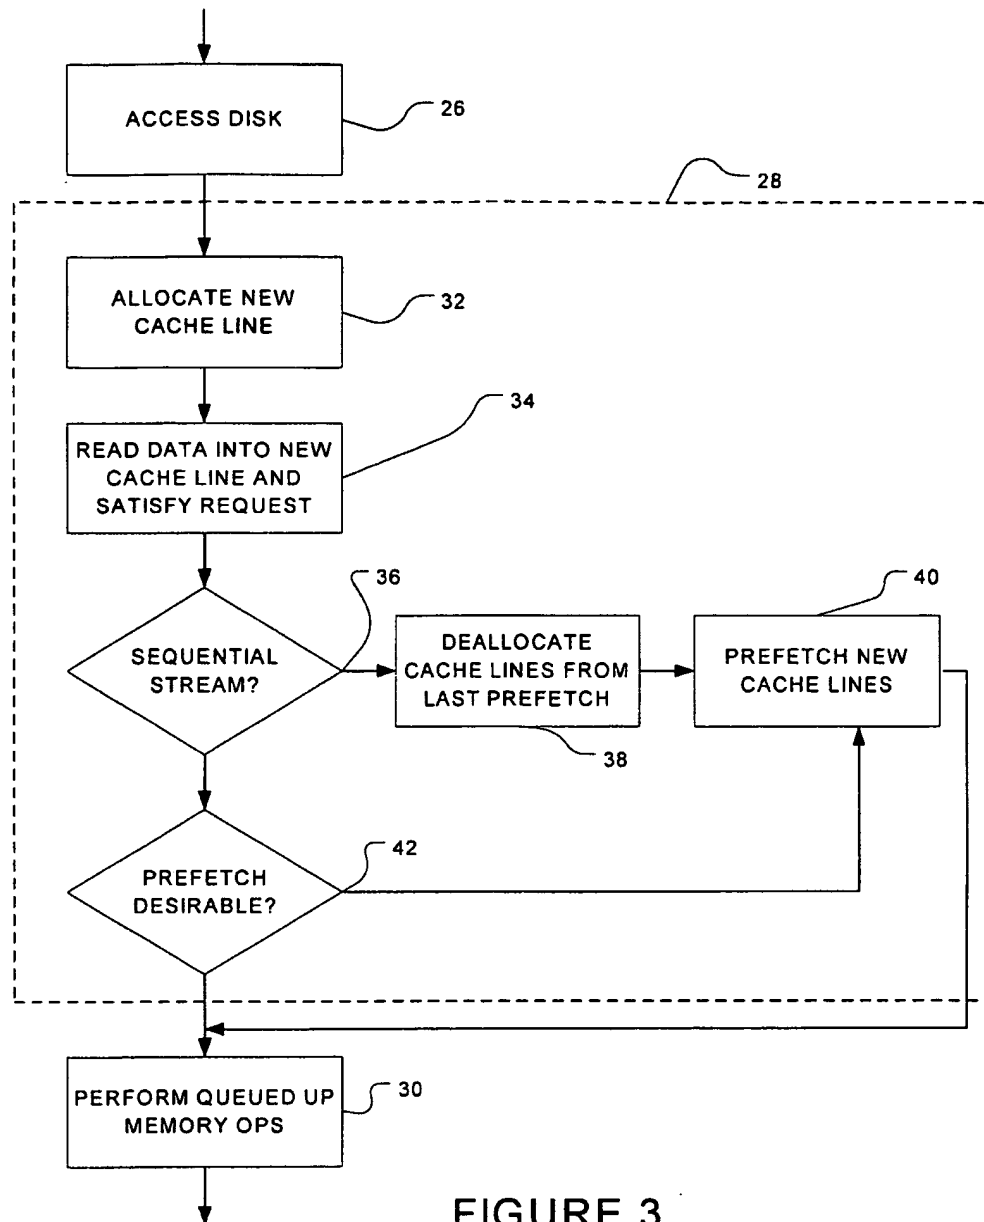 ACCESS DISK
26
28
ALLOCATE NEW
CACHE LINE
32
READ DATA INTO NEW
CACHE LINE AND
SATISFY REQUEST
34
SEQUENTIAL
STREAM?
36
DEALLOCATE
CACHE LINES FROM
LAST PREFETCH
38
PREFETCH NEW
CACHE LINES
40
PREFETCH
DESIRABLE?
42
PERFORM QUEUED UP
MEMORY OPS
30
FIGURE 3